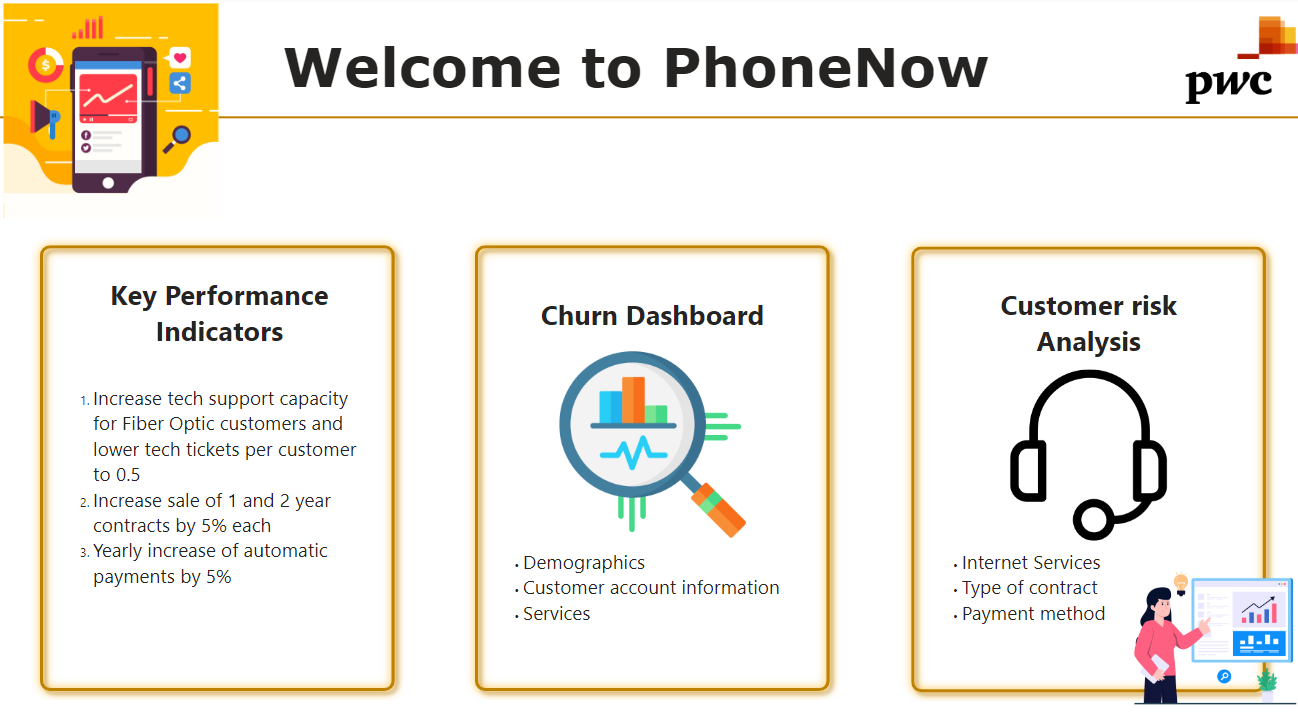 Welcome to PhoneNow
pwc
Key Performance
Indicators
1. Increase tech support capacity
for Fiber Optic customers and
lower tech tickets per customer
to 0.5
2. Increase sale of 1 and 2 year
contracts by 5% each
3. Yearly increase of automatic
payments by 5%
Churn Dashboard
• Demographics
• Customer account information
• Services
Customer risk
Analysis
• Internet Services
• Type of contract
• Payment method